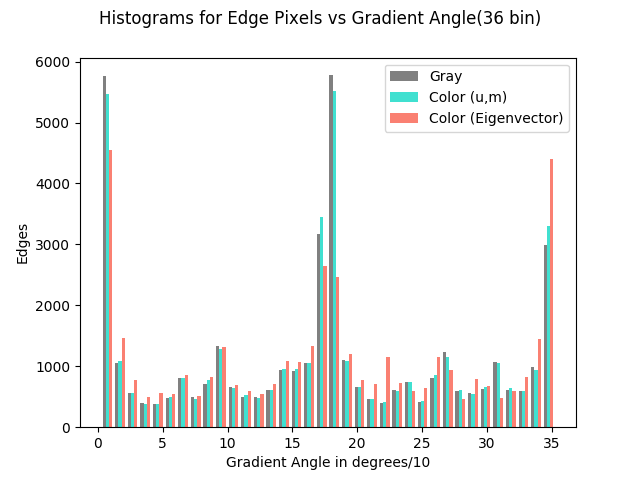 Histograms for Edge Pixels vs Gradient Angle(36 bin)
Gray
Color (u,m)
Color (Eigenvector)
6000
5000
4000
3000
2000
1000
0
Edges
0 5 10 15 20 25 30 35
Gradient Angle in degrees/10